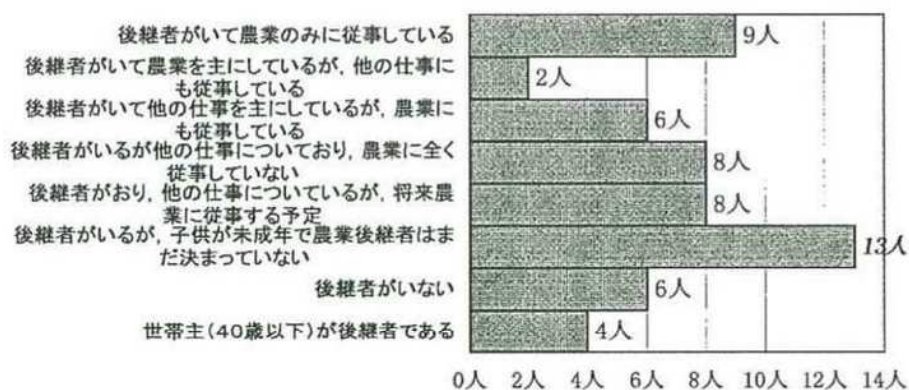 後継者がいて農業のみに従事している
9人
後継者がいて農業を主にしているが，他の仕事に
も従事している
2人
後継者がいて他の仕事を主にしているが，農業に
も従事している
6人
後継者がいるが他の仕事についており，農業に全く
従事していない
8人
後継者がおり，他の仕事についているが，将来農
業に従事する予定
8人
後継者がいるが，子供が未成年で農業後継者はま
だ決まっていない
13人
後継者がいない
6人
世帯主(40歳以下)が後継者である
4人
0人 2人 4人 6人 8人 10人 12人 14人